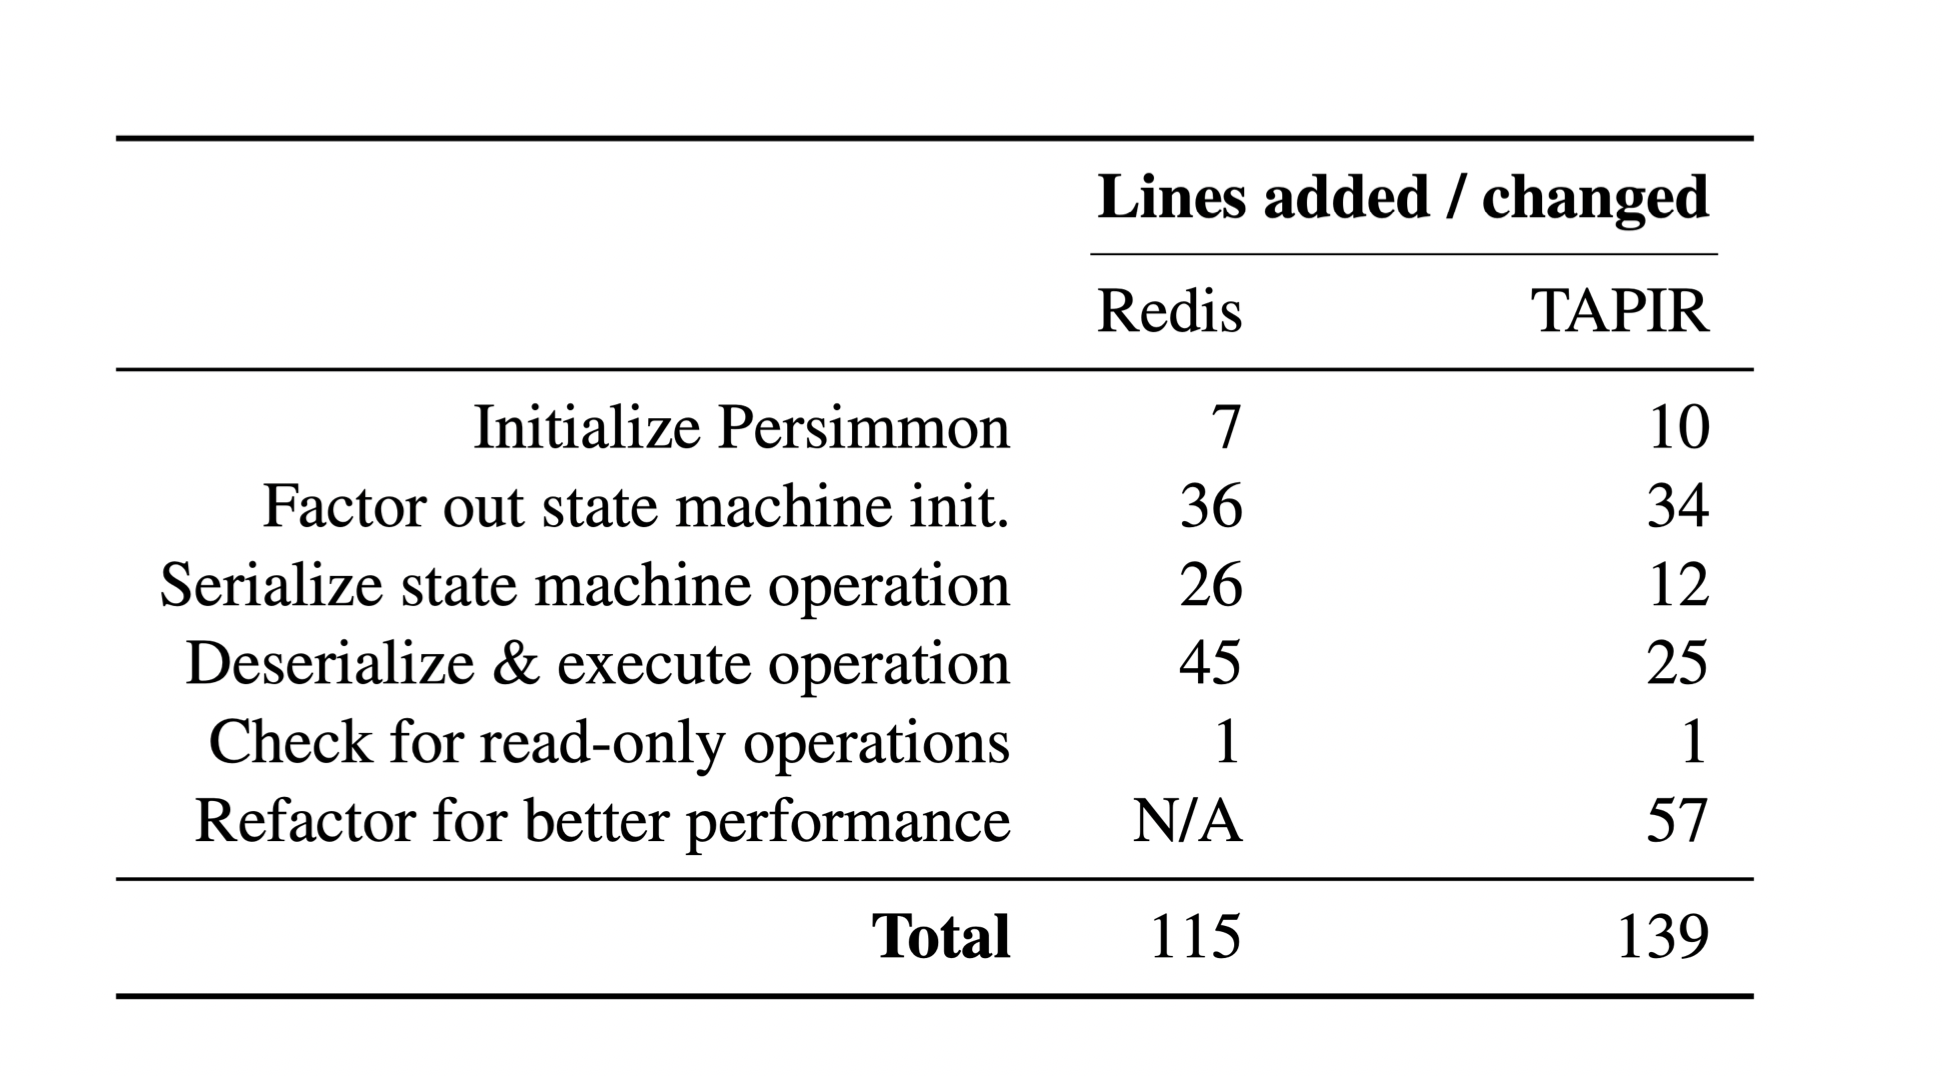 Lines added / changed
Redis TAPIR
Initialize Persimmon 7 10
Factor out state machine init. 36 34
Serialize state machine operation 26 12
Deserialize & execute operation 45 25
Check for read-only operations 1 1
Refactor for better performance N/A 57
Total 115 139